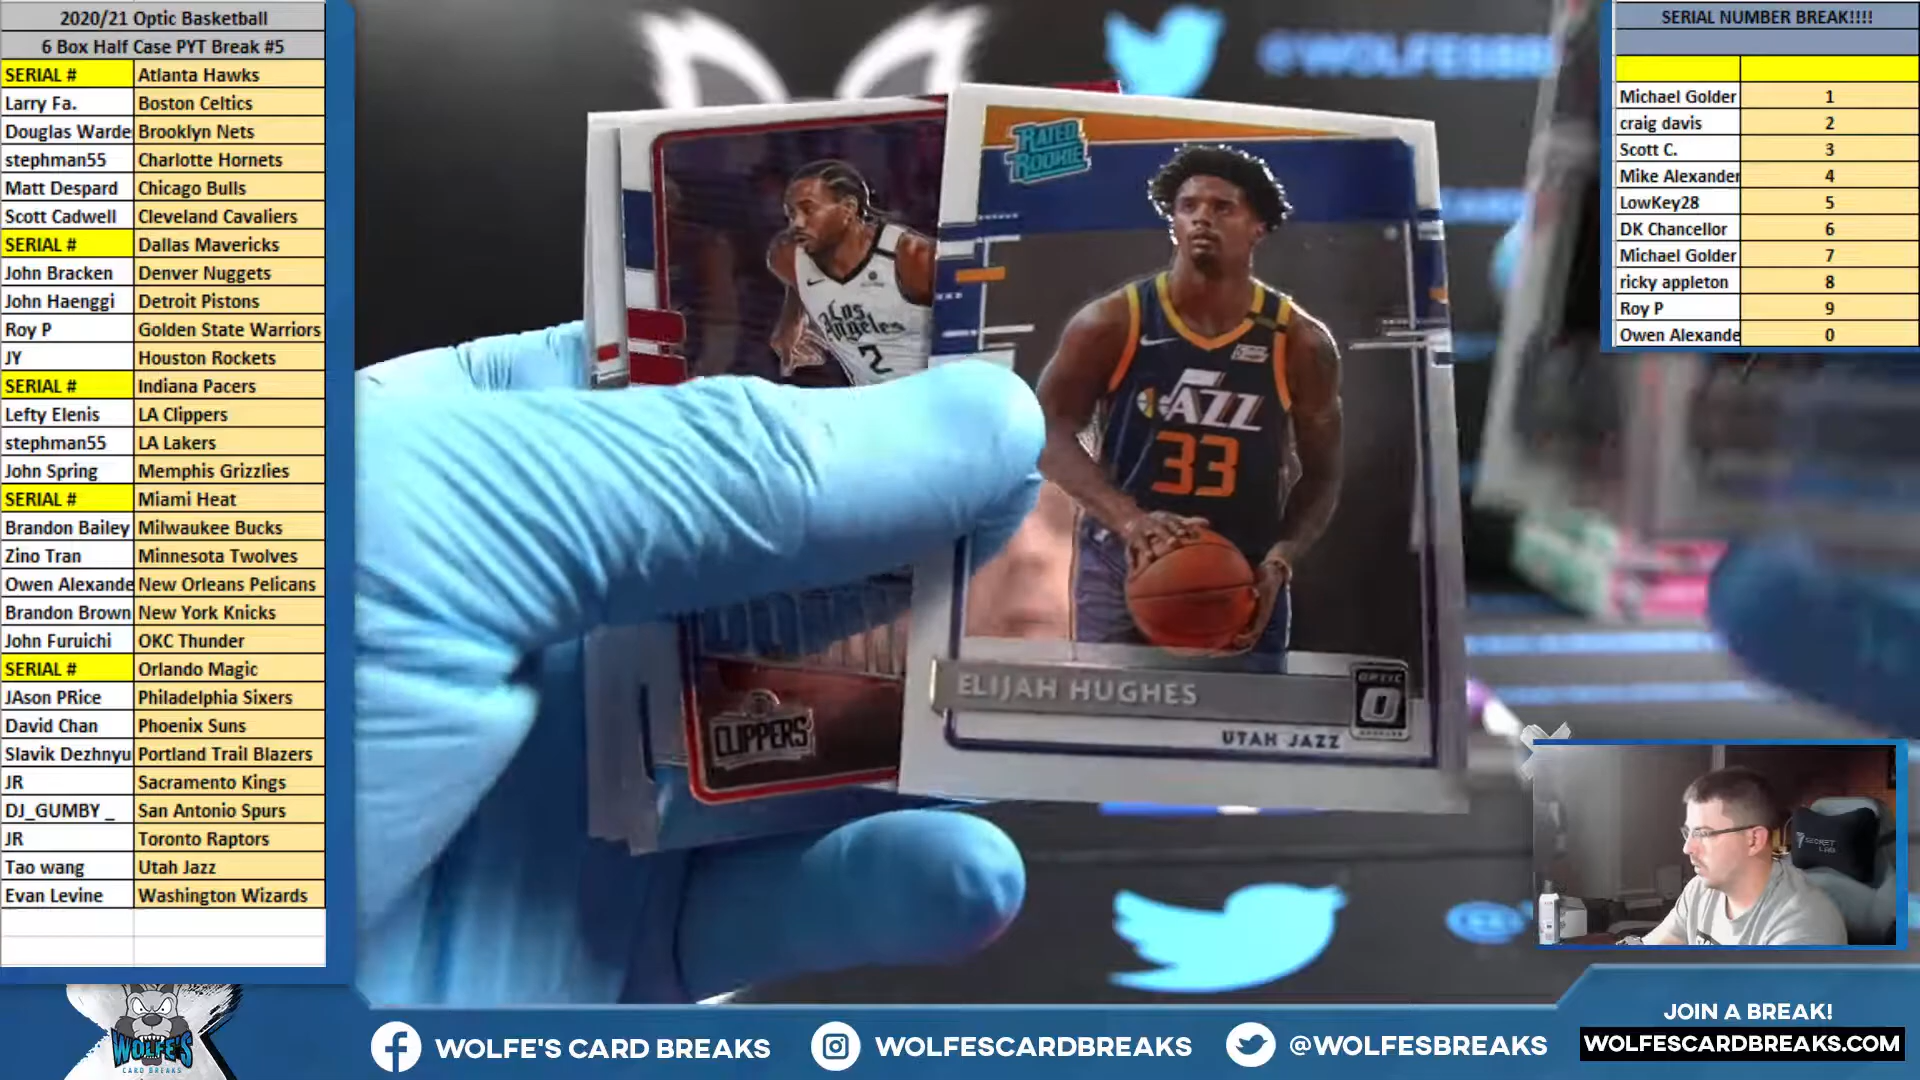 2020/21 Optic Basketball
6 Box Half Case PYT Break #5
SERIAL # Atlanta Hawks
Larry Fa. Boston Celtics
Douglas Warde Brooklyn Nets
stephman55 Charlotte Hornets
Matt Despard Chicago Bulls
Scott Cadwell Cleveland Cavaliers
SERIAL # Dallas Mavericks
John Bracken Denver Nuggets
John Haenggi Detroit Pistons
Roy P Golden State Warriors
JY Houston Rockets
SERIAL # Indiana Pacers
Lefty Elenis LA Clippers
stephman55 LA Lakers
John Spring Memphis Grizzlies
SERIAL # Miami Heat
Brandon Bailey Milwaukee Bucks
Zino Tran Minnesota Twolves
Owen Alexande New Orleans Pelicans
Brandon Brown New York Knicks
John Furuichi OKC Thunder
SERIAL # Orlando Magic
JAson PRice Philadelphia Sixers
David Chan Phoenix Suns
Slavik Dezhnyu Portland Trail Blazers
JR Sacramento Kings
DJ_GUMBY_ San Antonio Spurs
JR Toronto Raptors
Tao wang Utah Jazz
Evan Levine Washington Wizards
@WOLFESB
RATED
ROOKIE
Los
Angeles
2
JAZZ
33
CLIPPERS
ELIJAH HUGHES
OPTIC
UTAH JAZZ
SERIAL NUMBER BREAK!!!!
Michael Golder 1
craig davis 2
Scott C. 3
Mike Alexander 4
LowKey28 5
DK Chancellor 6
Michael Golder 7
ricky appleton 8
Roy P 9
Owen Alexande 0
SECRET
LAB
WOLFE'S
CARD BREAKS
WOLFE'S CARD BREAKS
WOLFESCARDBREAKS
@WOLFESBREAKS
JOIN A BREAK!
WOLFESCARDBREAKS.COM